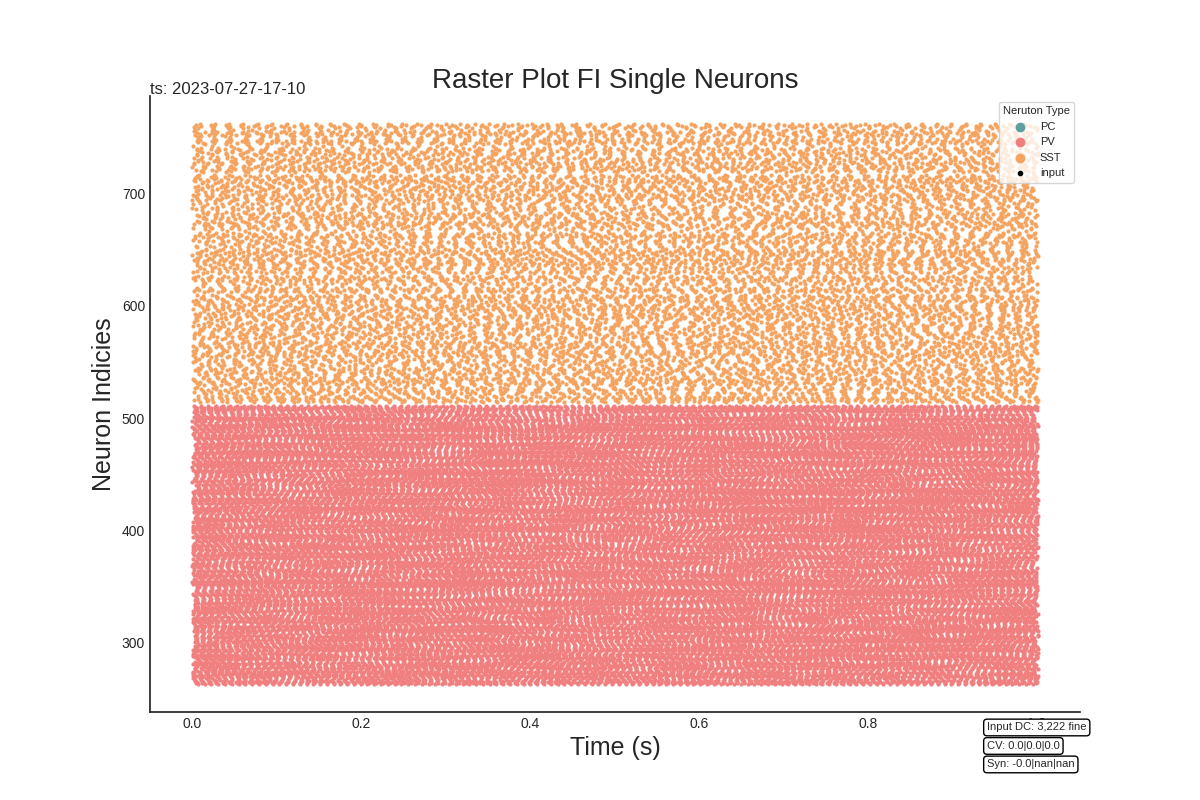 Raster Plot FI Single Neurons
ts: 2023-07-27-17-10
Neruton Type
PC
PV
SST
input
700
600
500
400
300
Neuron Indicies
0.0 0.2 0.4 0.6 0.8
Time (s)
Input DC: 3,222 fine
CV: 0.0|0.0|0.0
Syn: -0.0|nan|nan